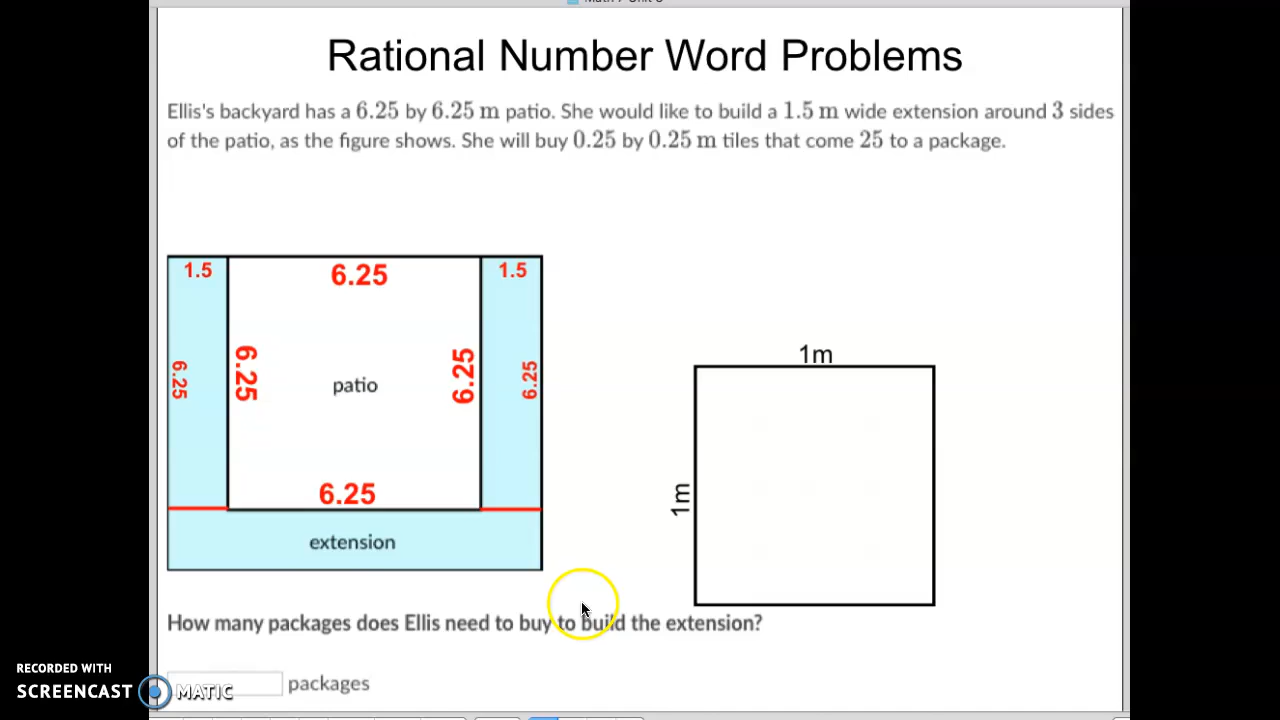 Rational Number Word Problems
Ellis's backyard has a 6.25 by 6.25 m patio. She would like to build a 1.5 m wide extension around 3 sides
of the patio, as the figure shows. She will buy 0.25 by 0.25 m tiles that come 25 to a package.
1.5
6.25
1.5
6.25
6.25
patio
6.25
6.25
6.25
extension
1m
1m
How many packages does Ellis need to buy to build the extension?
packages
RECORDED WITH
SCREENCAST MATIC